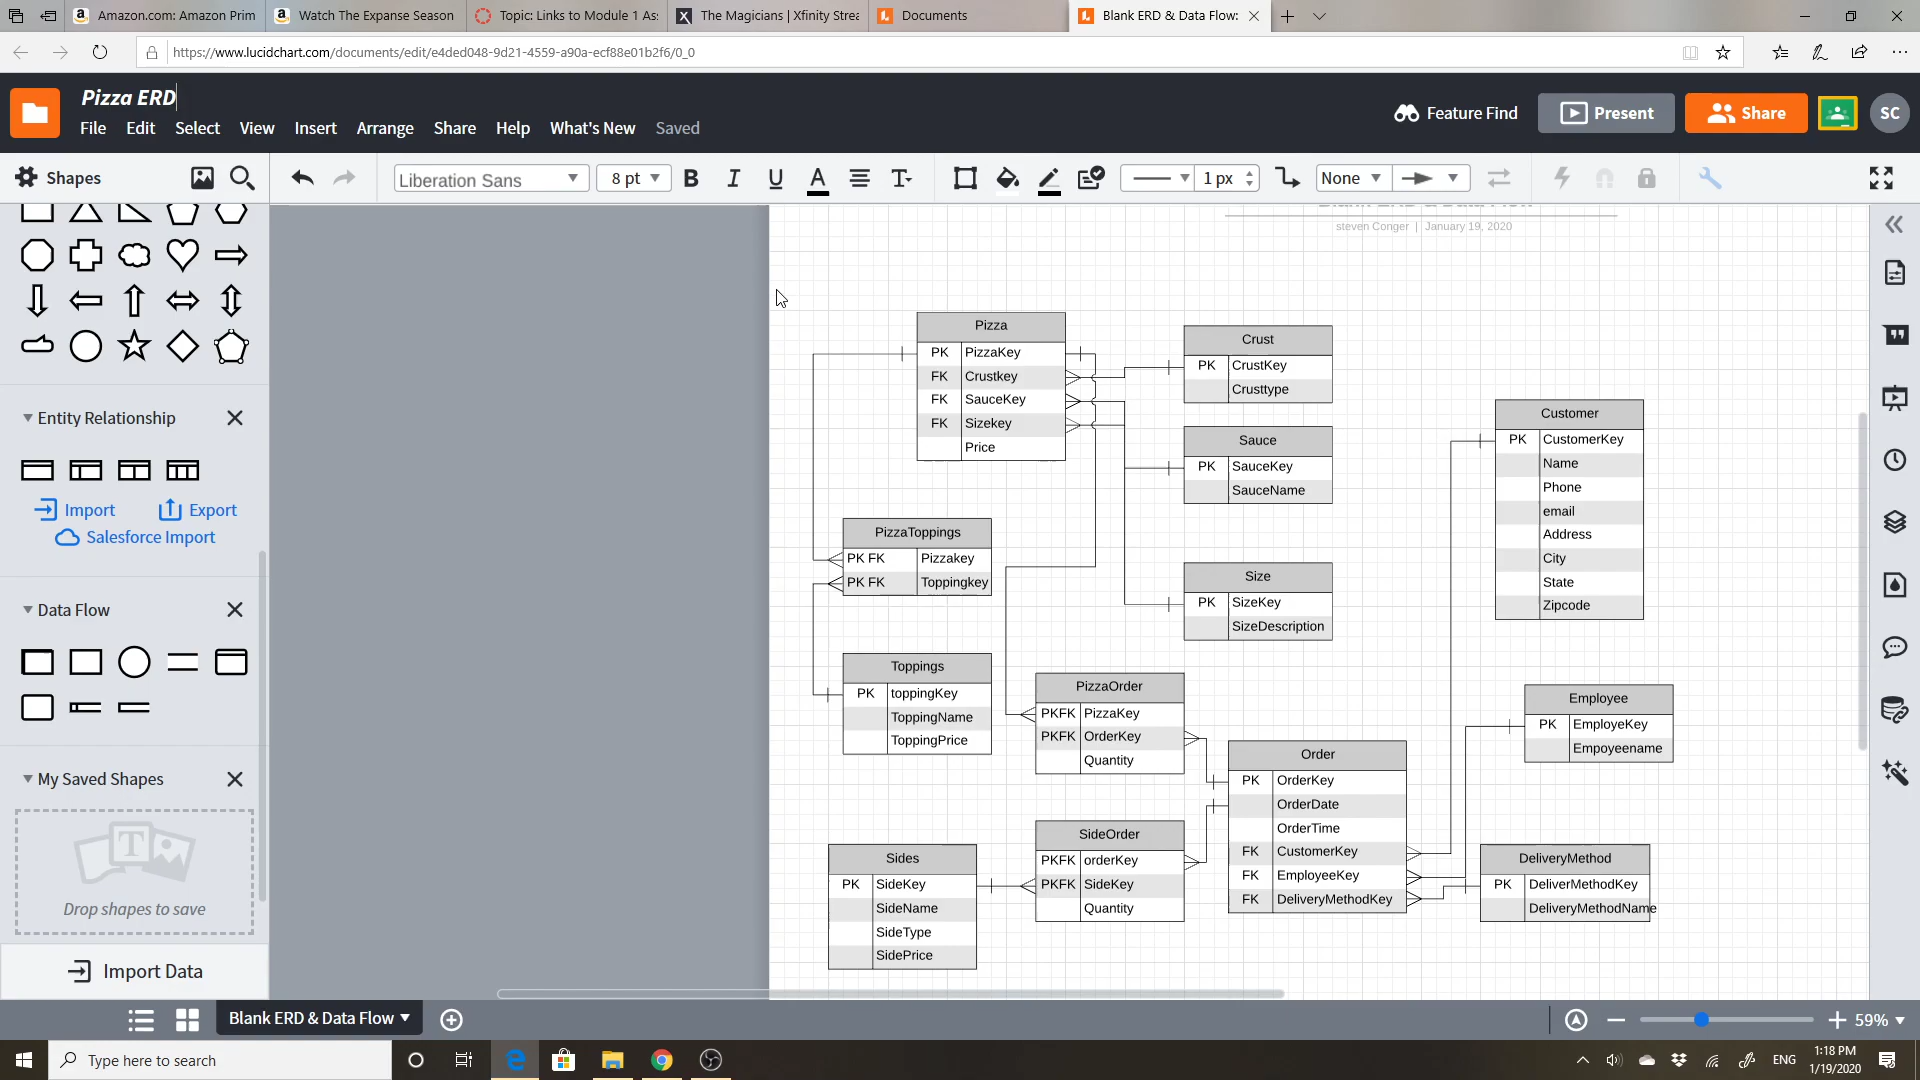 Amazon.com: Amazon Prim
Watch The Expanse Season
Topic: Links to Module 1 As:
The Magicians | Xfinity Strea
Documents
Blank ERD & Data Flow:
https://www.lucidchart.com/documents/edit/e4ded048-9d21-4559-a90a-ecf88e01b2f6/0_0
Pizza ERD
File Edit Select View Insert Arrange Share Help What's New Saved
Feature Find
Present
Share
SC
Shapes
Liberation Sans
8 pt
B I U A T
1 px
None
Entity Relationship
Import
Export
Salesforce Import
Data Flow
My Saved Shapes
T
Drop shapes to save
Import Data
Blank ERD & Data Flow
steven Conger | January 19, 2020
Pizza
PK PizzaKey
FK Crustkey
FK SauceKey
FK Sizekey
Price
Crust
PK CrustKey
Crusttype
Sauce
PK SauceKey
SauceName
Size
PK SizeKey
SizeDescription
Customer
PK CustomerKey
Name
Phone
email
Address
City
State
Zipcode
PizzaToppings
PK FK Pizzakey
PK FK Toppingkey
Toppings
PK toppingKey
ToppingName
ToppingPrice
PizzaOrder
PKFK PizzaKey
PKFK OrderKey
Quantity
Employee
PK EmployeKey
Empoyeename
Order
PK OrderKey
OrderDate
OrderTime
FK CustomerKey
FK EmployeeKey
FK DeliveryMethodKey
SideOrder
PKFK orderKey
PKFK SideKey
Quantity
Sides
PK SideKey
SideName
SideType
SidePrice
DeliveryMethod
PK DeliverMethodKey
DeliveryMethodName
Blank ERD & Data Flow
59%
Type here to search
ENG
1:18 PM
1/19/2020